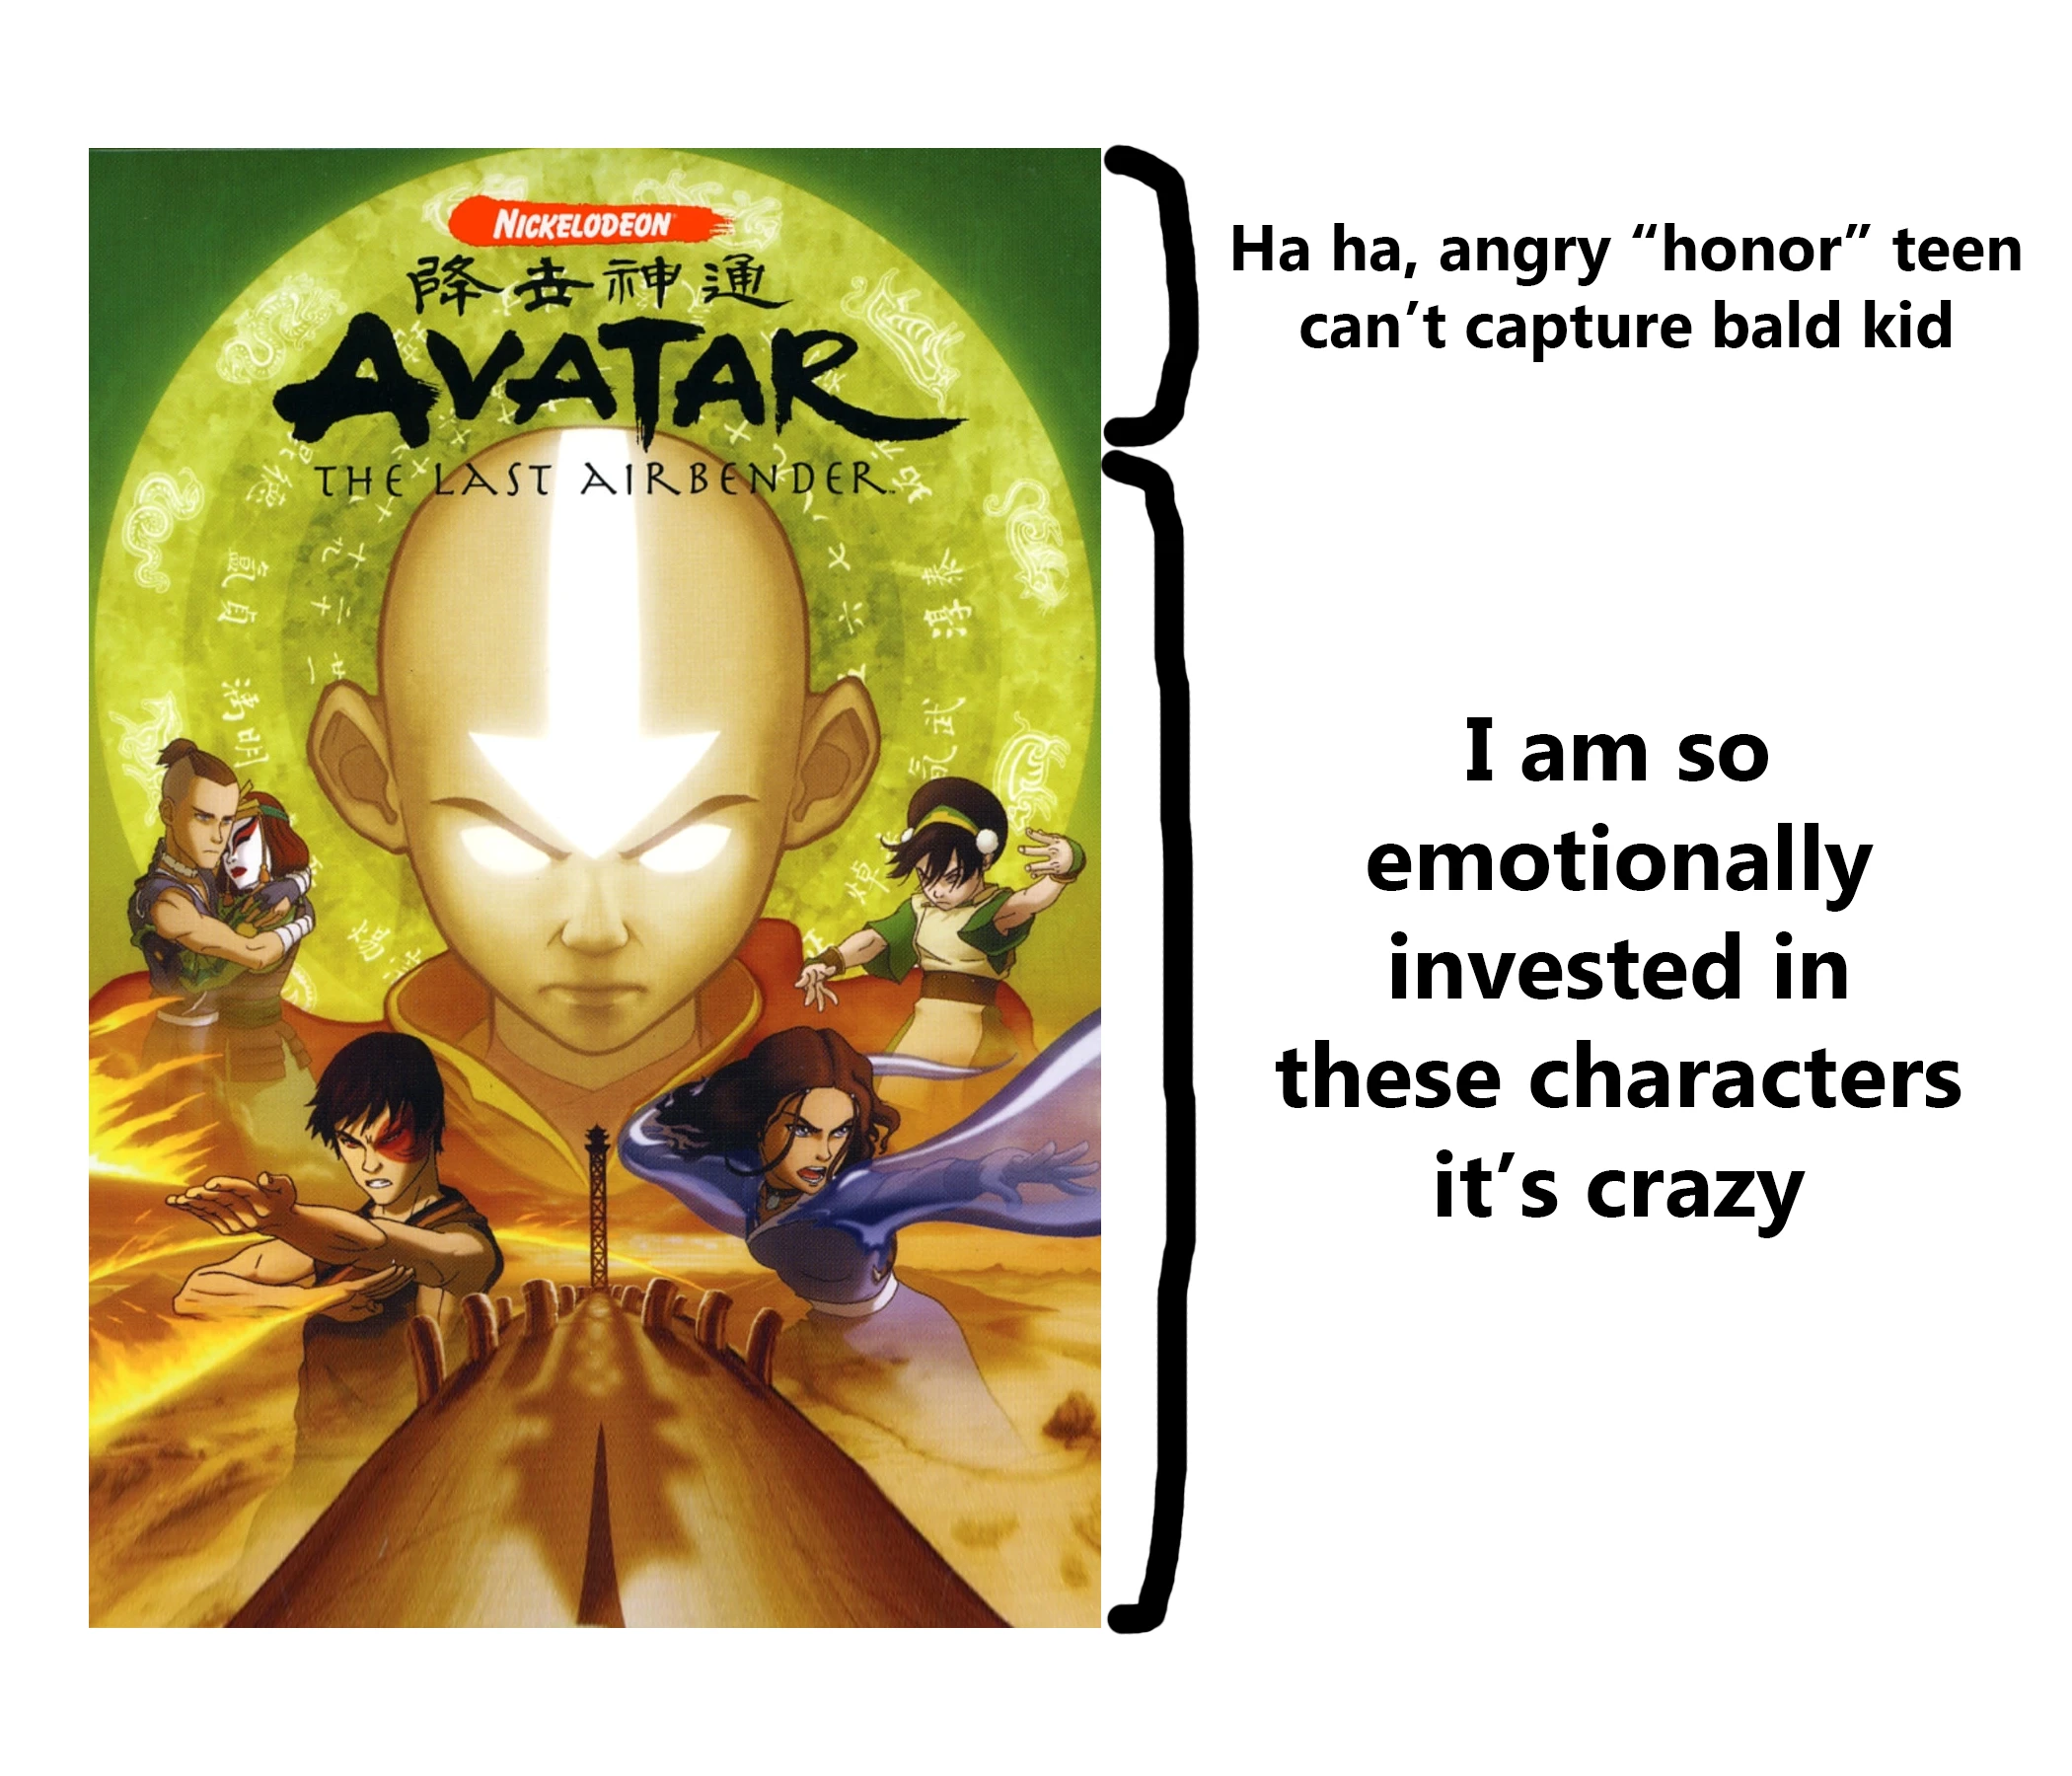 NICKELODEON
降世神通
AVATAR
THE LAST AIRBENDER
Ha ha, angry “honor” teen
can’t capture bald kid
I am so
emotionally
invested in
these characters
it’s crazy